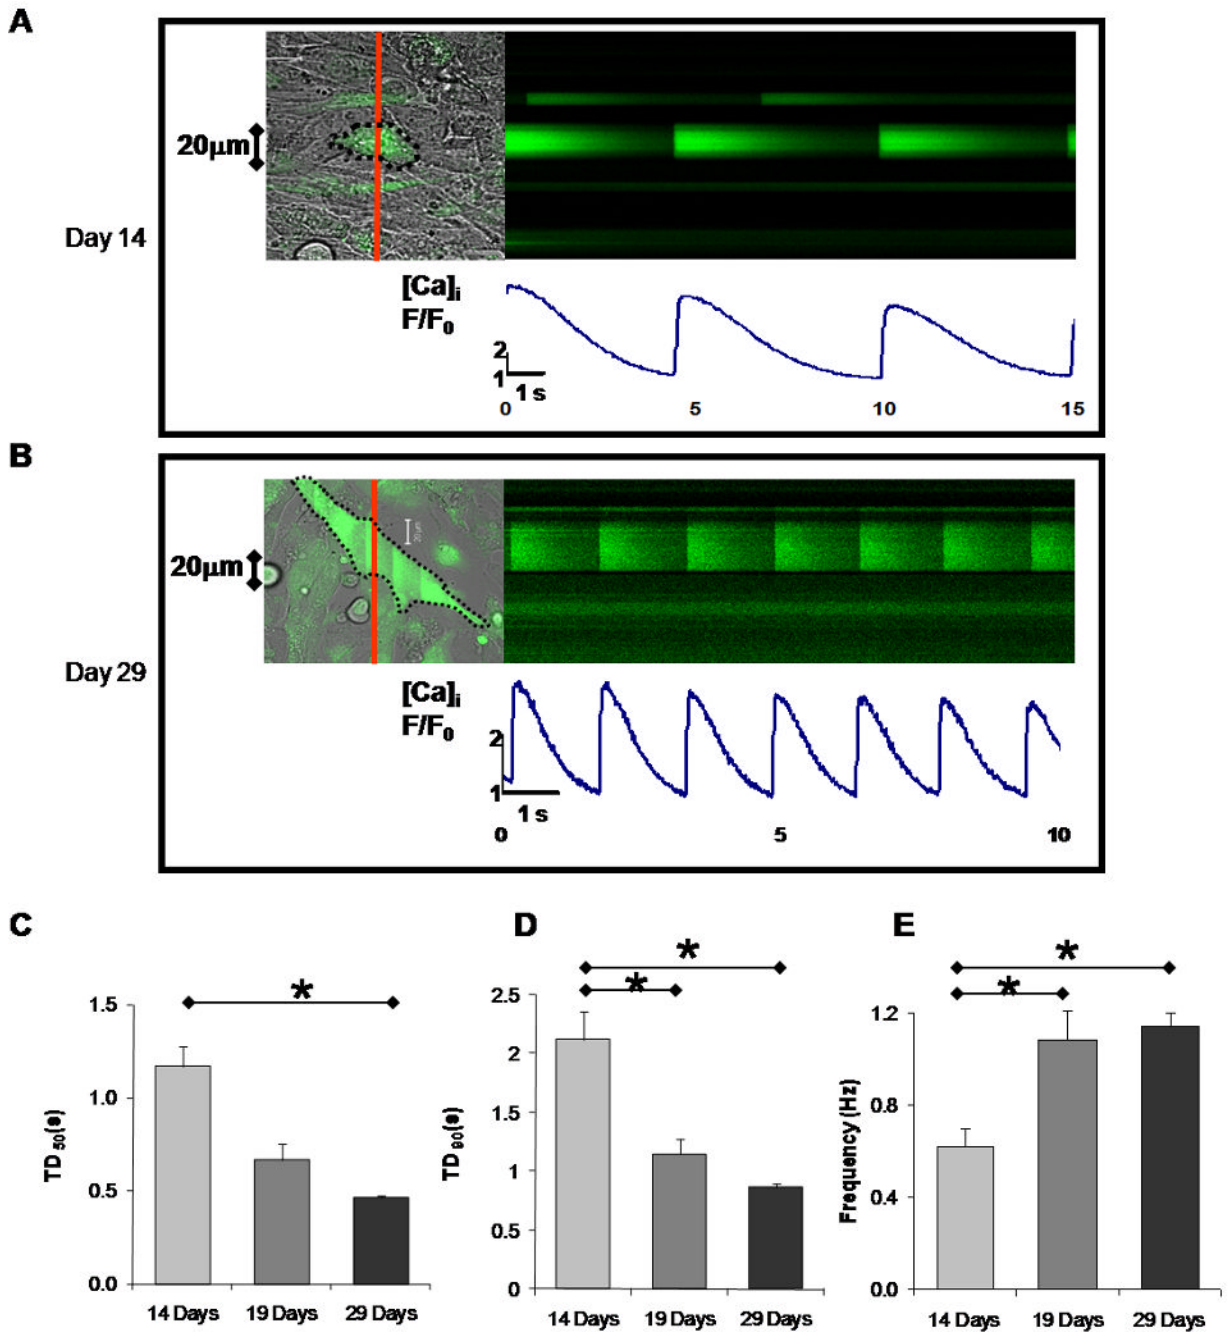 A
20μm
Day 14
[Ca]i
F/F0
2
1
1 s
0 5 10 15
B
20μm
Day 29
[Ca]i
F/F0
2
1
1 s
0 5 10
C
*
TD50(s)
1.5
1.0
0.5
0.0
14 Days 19 Days 29 Days
D
*
*
TD90(s)
2.5
2
1.5
1
0.5
0
14 Days 19 Days 29 Days
E
*
*
Frequency (Hz)
1.2
0.8
0.4
0.0
14 Days 19 Days 29 Days